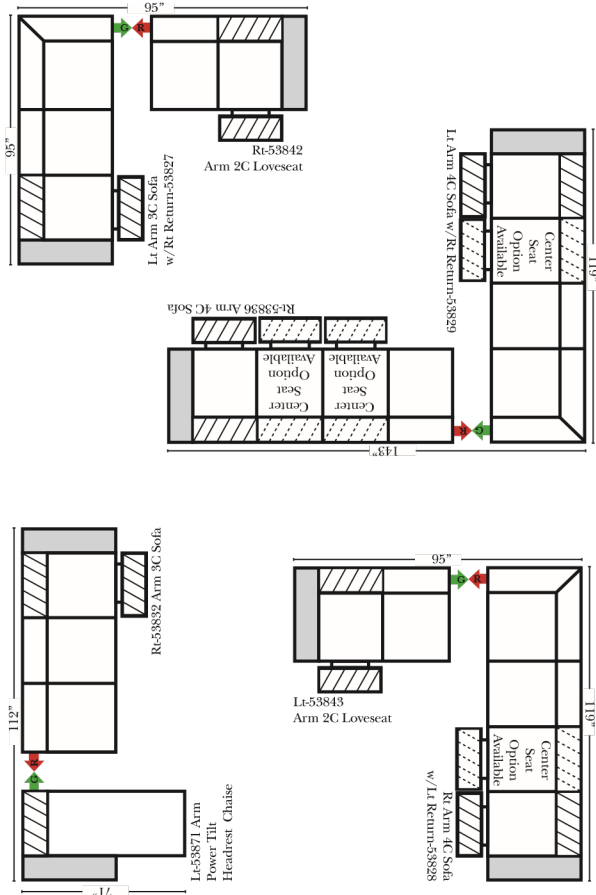 95"
G R
95"
Rt-53842
Arm 2C Loveseat
Lt Arm 3C Sofa
w/Rt Return-53827
Lt Arm 4C Sofa w/Rt Return-53829
Center
Seat
Option
Available
119"
Rt-53836 Arm 4C Sofa
Center
Seat
Option
Available
Center
Seat
Option
Available
R G
143"
Rt-53832 Arm 3C Sofa
112"
R
G
Lt-53871 Arm
Power Tilt
Headrest Chaise
71"
95"
G R
Lt-53843
Arm 2C Loveseat
119"
Center
Seat
Option
Available
Rt Arm 4C Sofa
w/Lt Return-53828